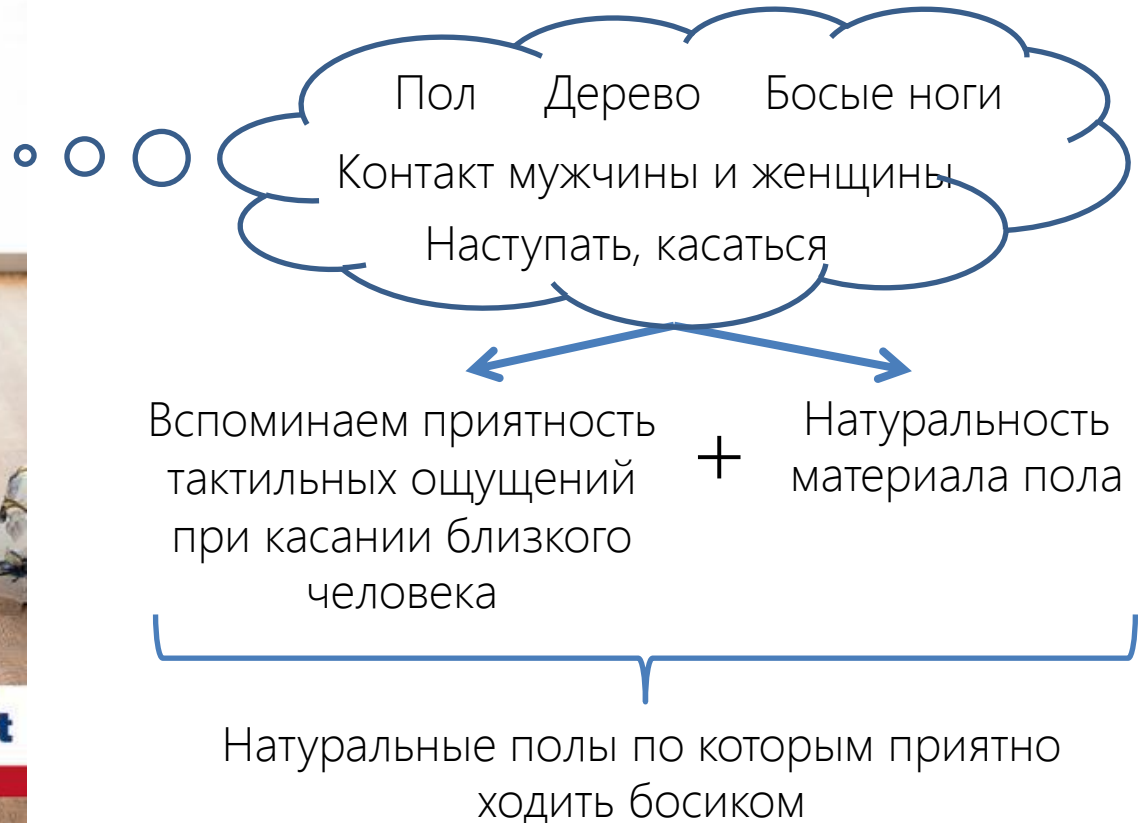 Пол Дерево Босые ноги
Контакт мужчины и женщины
Наступать, касаться
Вспоминаем приятность
тактильных ощущений
при касании близкого
человека
+
Натуральность
материала пола
t
Натуральные полы по которым приятно
ходить босиком